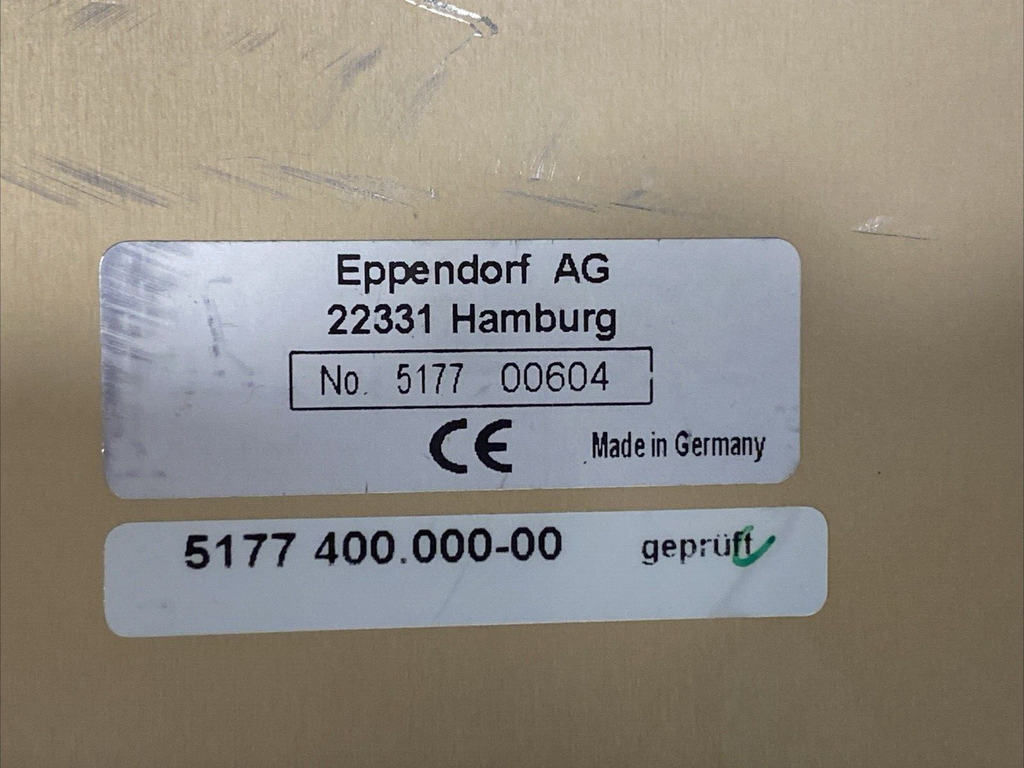 Eppendorf AG
22331 Hamburg
No. 5177 00604
CE Made in Germany
5177 400.000-00 geprüft